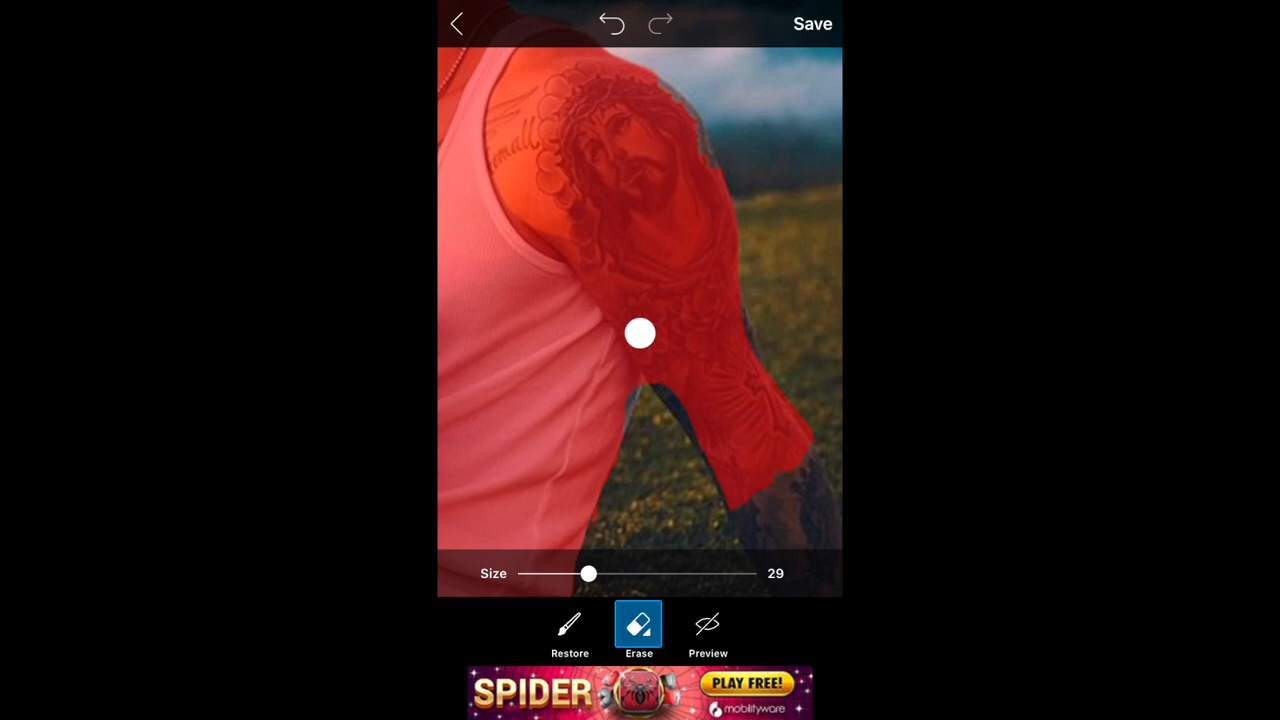 Save
Size
29
Restore
Erase
Preview
SPIDER
PLAY FREE!
mobilityware